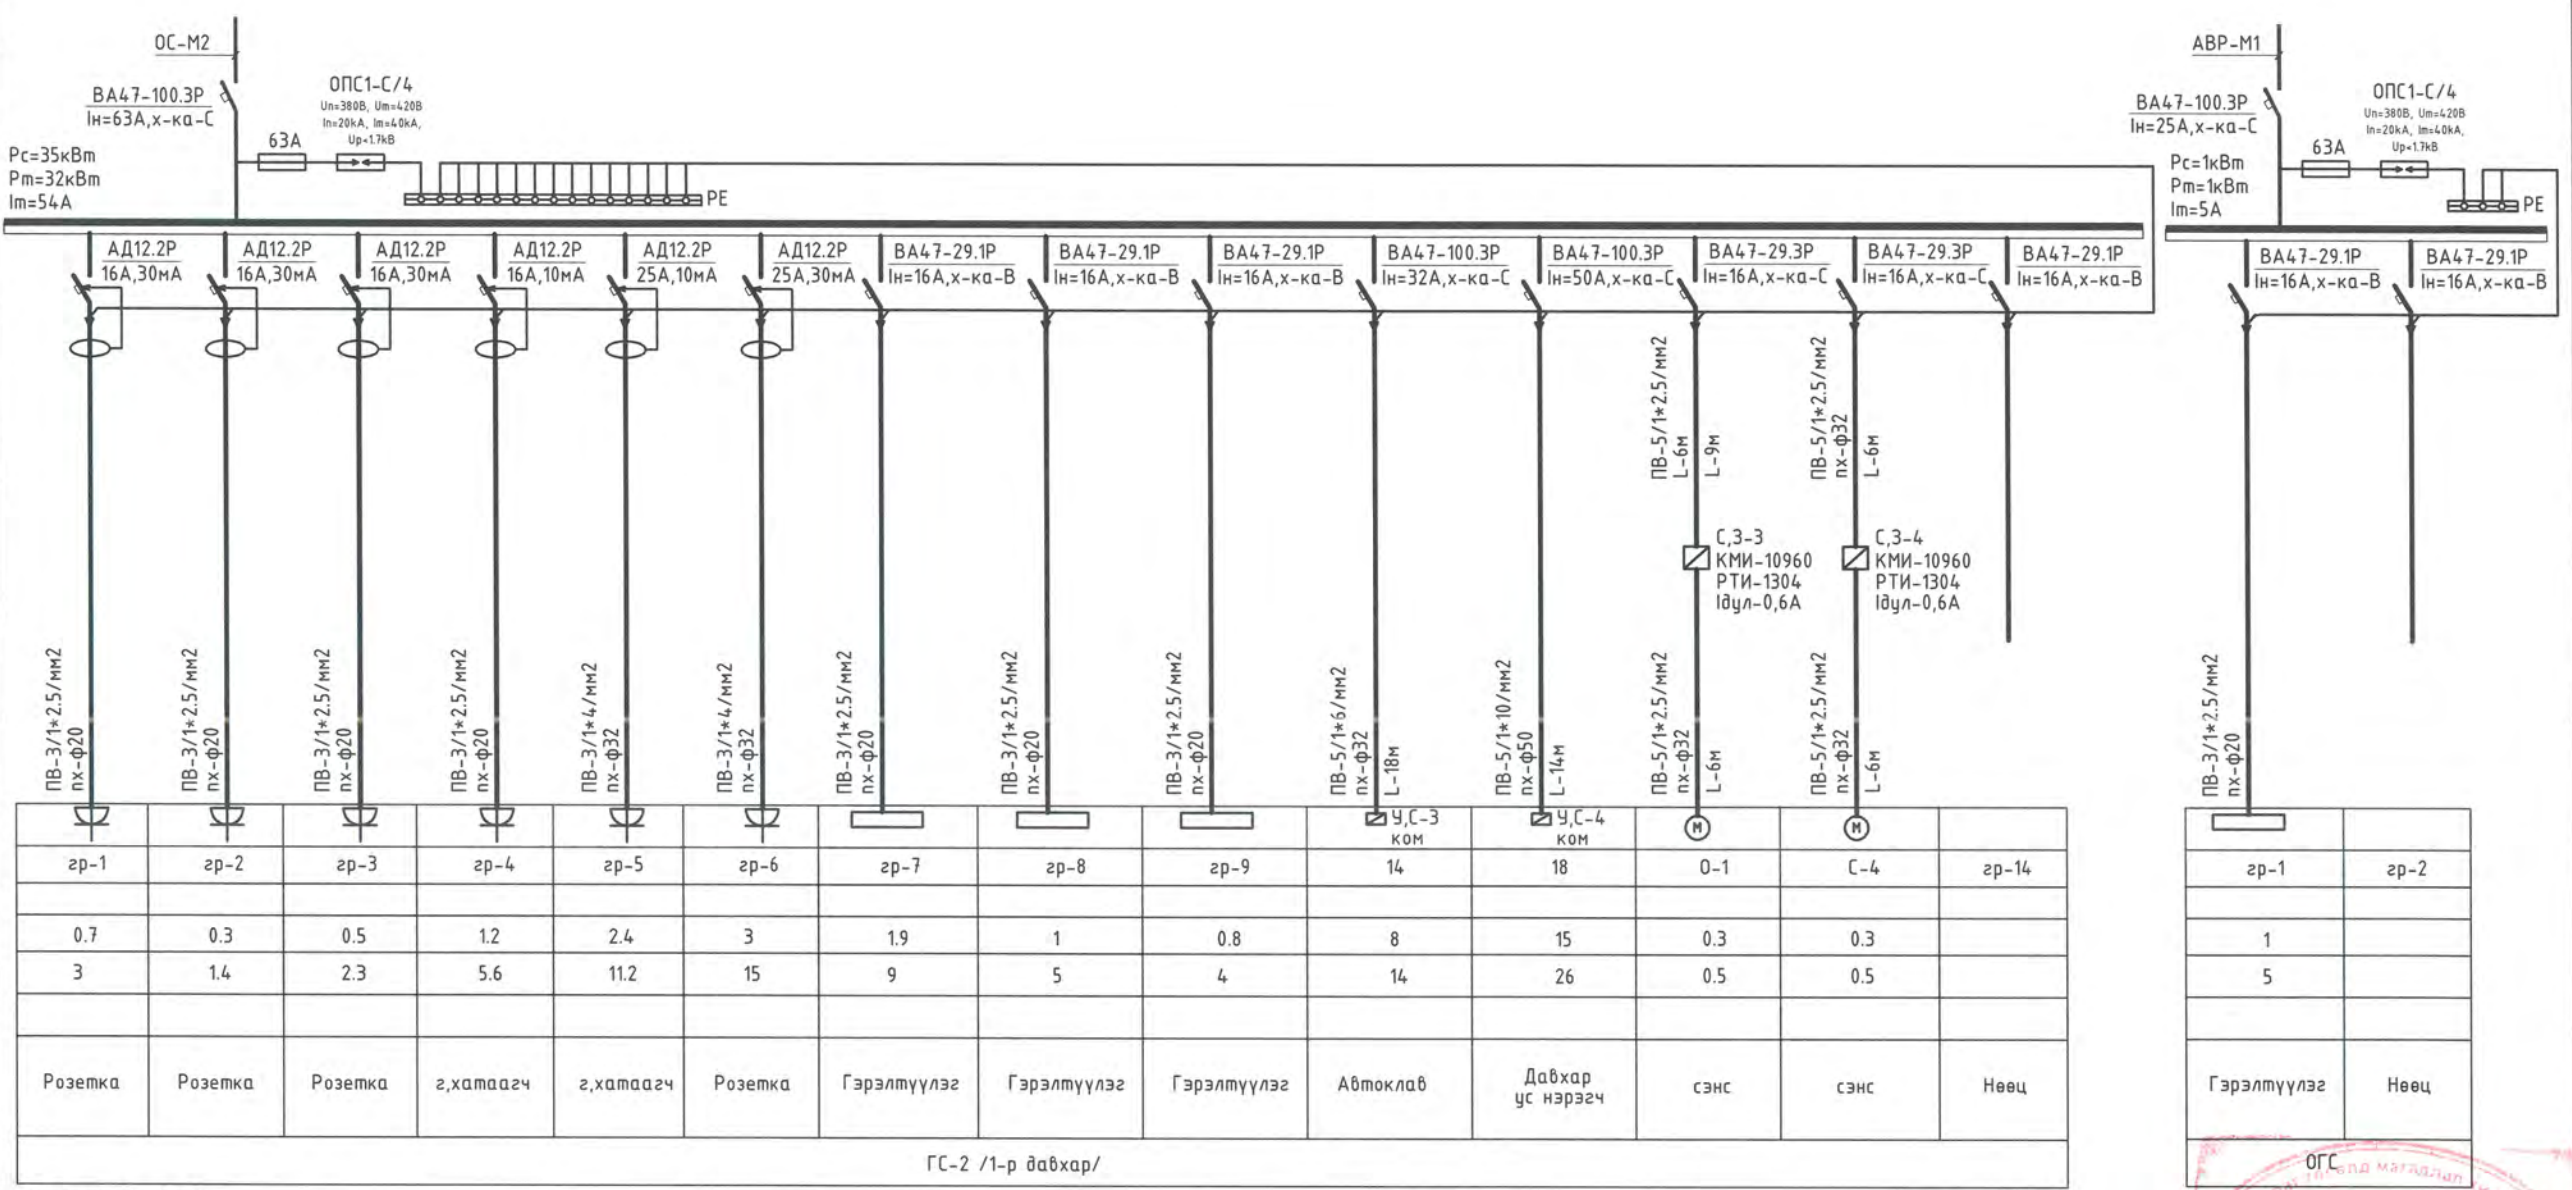 ОС-М2
ВА47-100.3Р
Iн=63А,х-ка-С
ОПС1-С/4
Un=380В, Um=420В
In=20kA, Im=40kA,
Up<1.7kВ
63А
Рс=35кВт
Рт=32кВт
Iт=54А
РЕ
АД12.2Р
16А,30мА
АД12.2Р
16А,30мА
АД12.2Р
16А,30мА
АД12.2Р
16А,10мА
АД12.2Р
25А,10мА
АД12.2Р
25А,30мА
ВА47-29.1Р
Iн=16А,х-ка-В
ВА47-29.1Р
Iн=16А,х-ка-В
ВА47-29.1Р
Iн=16А,х-ка-В
ВА47-100.3Р
Iн=32А,х-ка-С
ВА47-100.3Р
Iн=50А,х-ка-С
ВА47-29.3Р
Iн=16А,х-ка-С
ВА47-29.3Р
Iн=16А,х-ка-С
ВА47-29.1Р
Iн=16А,х-ка-В
ПВ-5/1*2.5/мм2
L-6м
L-9м
ПВ-5/1*2.5/мм2
пх-ф32
L-6м
С,З-3
КМИ-10960
РТИ-1304
Iдул-0,6А
С,З-4
КМИ-10960
РТИ-1304
Iдул-0,6А
ПВ-3/1*2.5/мм2
пх-ф20
ПВ-3/1*2.5/мм2
пх-ф20
ПВ-3/1*2.5/мм2
пх-ф20
ПВ-3/1*2.5/мм2
пх-ф20
ПВ-3/1*4/мм2
пх-ф32
ПВ-3/1*4/мм2
пх-ф32
ПВ-3/1*2.5/мм2
пх-ф20
ПВ-3/1*2.5/мм2
пх-ф20
ПВ-3/1*2.5/мм2
пх-ф20
ПВ-5/1*6/мм2
пх-ф32
L-18м
ПВ-5/1*10/мм2
пх-ф50
L-14м
ПВ-5/1*2.5/мм2
пх-ф32
L-6м
ПВ-5/1*2.5/мм2
пх-ф32
L-6м
У,С-3
ком
У,С-4
ком
М
М
гр-1 гр-2 гр-3 гр-4 гр-5 гр-6 гр-7 гр-8 гр-9 14 18 О-1 С-4 гр-14
0.7 0.3 0.5 1.2 2.4 3 1.9 1 0.8 8 15 0.3 0.3
3 1.4 2.3 5.6 11.2 15 9 5 4 14 26 0.5 0.5
Розетка Розетка Розетка г,хатаагч г,хатаагч Розетка Гэрэлтүүлэг Гэрэлтүүлэг Гэрэлтүүлэг Автоклав Давхар
ус нэрэгч сэнс сэнс Нөөц
ГС-2 /1-р давхар/
АВР-М1
ВА47-100.3Р
Iн=25А,х-ка-С
ОПС1-С/4
Un=380В, Um=420В
In=20kA, Im=40kA,
Up<1.7kВ
63А
Рс=1кВт
Рт=1кВт
Iт=5А
РЕ
ВА47-29.1Р
Iн=16А,х-ка-В
ВА47-29.1Р
Iн=16А,х-ка-В
ПВ-3/1*2.5/мм2
пх-ф20
гр-1 гр-2
1
5
Гэрэлтүүлэг Нөөц
ОГС